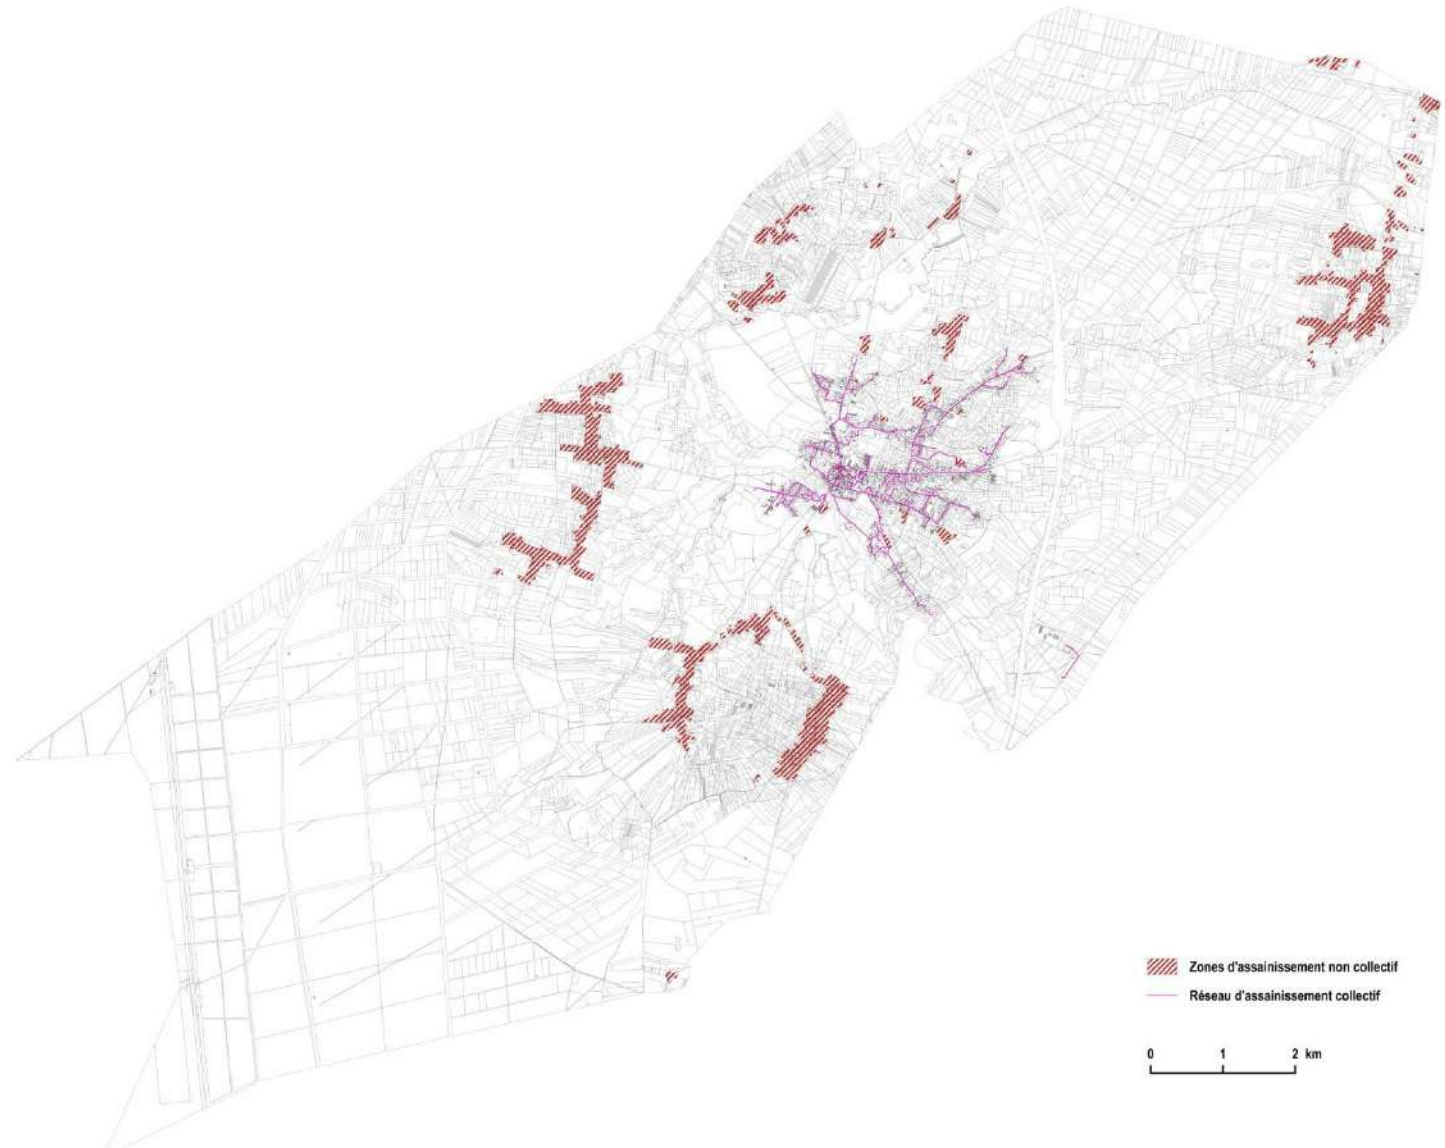 Zones d'assainissement non collectif
Réseau d'assainissement collectif
0 1 2 km